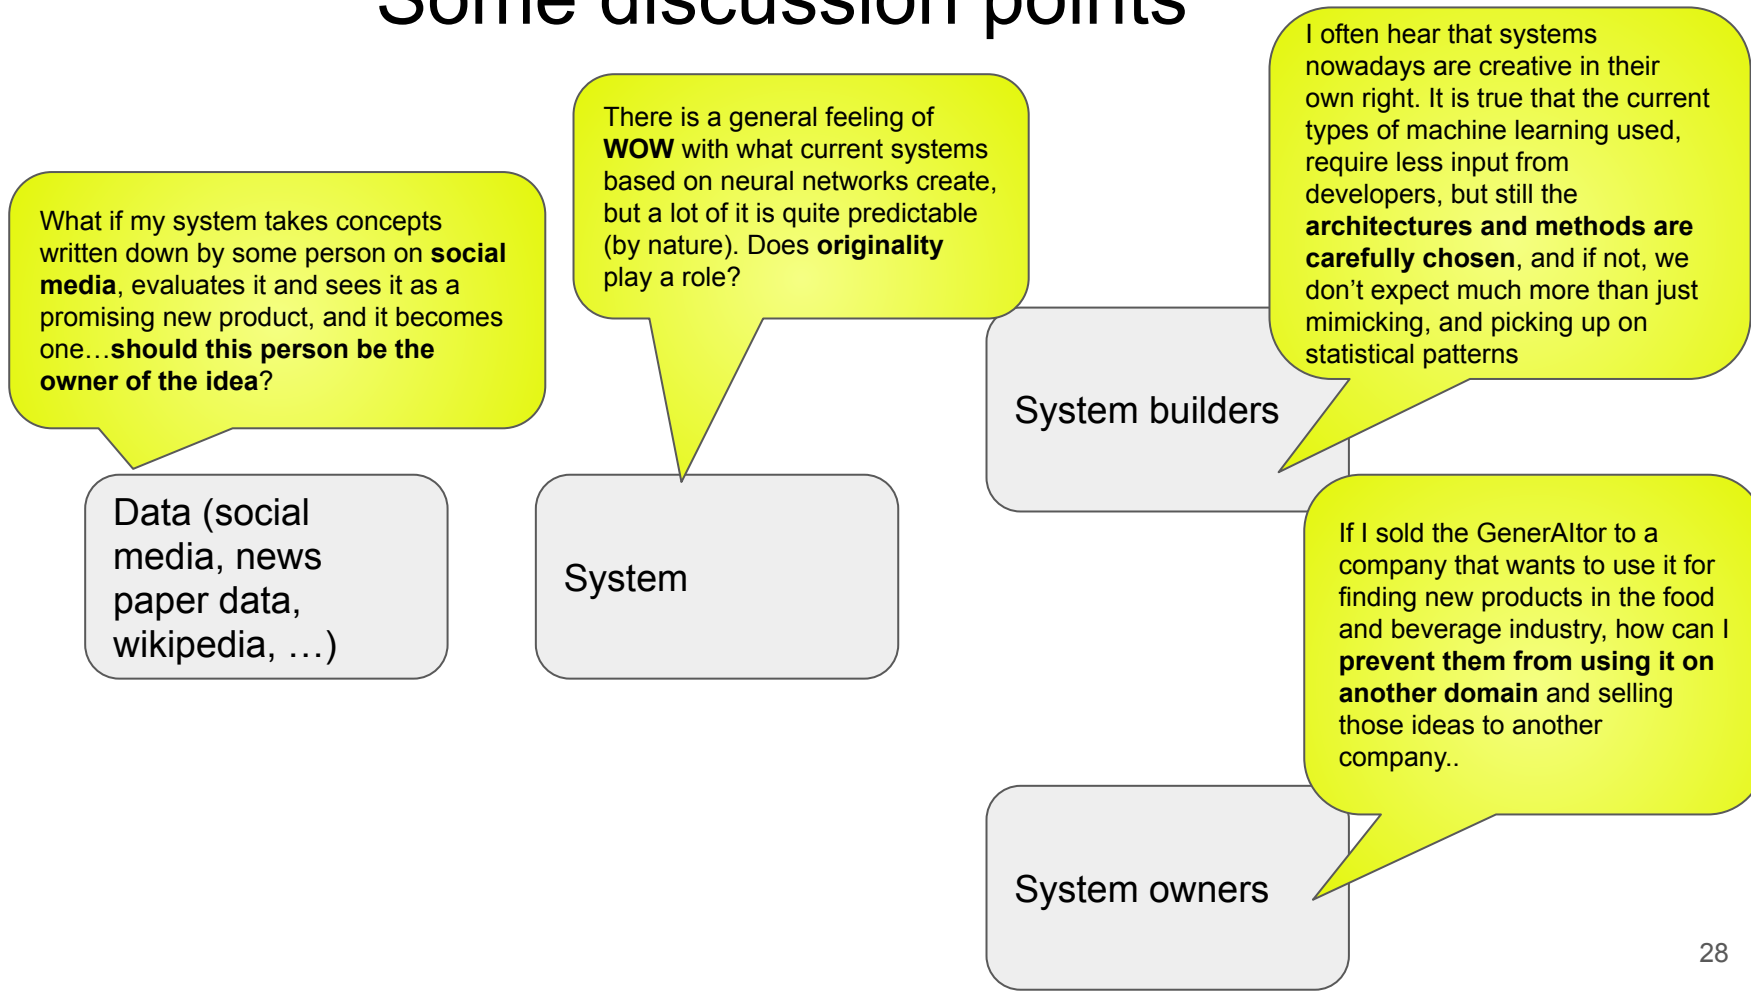 Some discussion points
What if my system takes concepts
written down by some person on social
media, evaluates it and sees it as a
promising new product, and it becomes
one…should this person be the
owner of the idea?
There is a general feeling of
WOW with what current systems
based on neural networks create,
but a lot of it is quite predictable
(by nature). Does originality
play a role?
I often hear that systems
nowadays are creative in their
own right. It is true that the current
types of machine learning used,
require less input from
developers, but still the
architectures and methods are
carefully chosen, and if not, we
don’t expect much more than just
mimicking, and picking up on
statistical patterns
Data (social
media, news
paper data,
wikipedia, …)
System
System builders
If I sold the GenerAItor to a
company that wants to use it for
finding new products in the food
and beverage industry, how can I
prevent them from using it on
another domain and selling
those ideas to another
company..
System owners
28